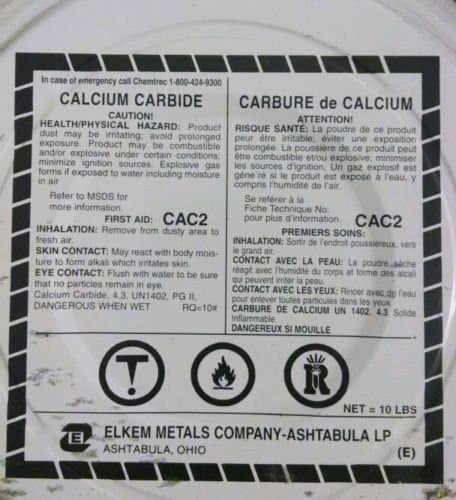 In case of emergency call Chemtrec 1-800-424-9300
CALCIUM CARBIDE
CAUTION!
HEALTH/PHYSICAL HAZARD: Product
dust may be irritating; avoid prolonged
exposure. Product may be combustible
and/or explosive under certain conditions;
minimize ignition sources. Explosive gas
forms if exposed to water including moisture
in air
Refer to MSDS for
more information.
CAC2
FIRST AID:
INHALATION: Remove from dusty area to
fresh air.
SKIN CONTACT: May react with body mois-
ture to form alkali which irritates skin.
EYE CONTACT: Flush with water to be sure
that no particles remain in eye.
Calcium Carbide, 4.3, UN1402, PG II,
DANGEROUS WHEN WET RQ=10#
CARBURE de CALCIUM
ATTENTION!
RISQUE SANTÉ: La poudre de ce produit
peut être irritable; éviter une exposition
prolongée. La poussière de ce produit peut
être combustible et/ou explosive; minimiser
les sources d'ignition. Un gaz explosif est
géne're si le produit est expose à l'eau, y
compris l'humidité de l'air.
Se référer à la
Fiche Technique No.
pour plus d'information.
CAC2
PREMIERS SOINS:
INHALATION: Sortir de l'endroit poussiéreux, vers
le grand air.
CONTACT AVEC LA PEAU: La poudre sèche
réagit avec l'humidité du corps et forme des alcali
qui peuvent irriter la peau.
CONTACT AVEC LES YEUX: Rincer avec de l'eau
pour enlever toutes particules dans les yeux.
CARBURE DE CALCIUM UN 1402. 4.3 Solide
Inflammable
DANGEREUX SI MOUILLE
T
R
NET = 10 LBS
E ELKEM METALS COMPANY-ASHTABULA LP
ASHTABULA, OHIO
(E)